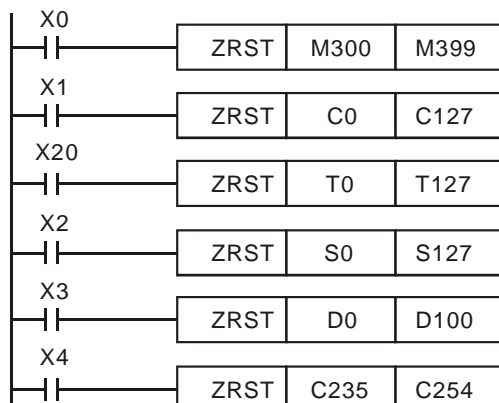 X0
ZRST M300 M399
X1
ZRST C0 C127
X20
ZRST T0 T127
X2
ZRST S0 S127
X3
ZRST D0 D100
X4
ZRST C235 C254